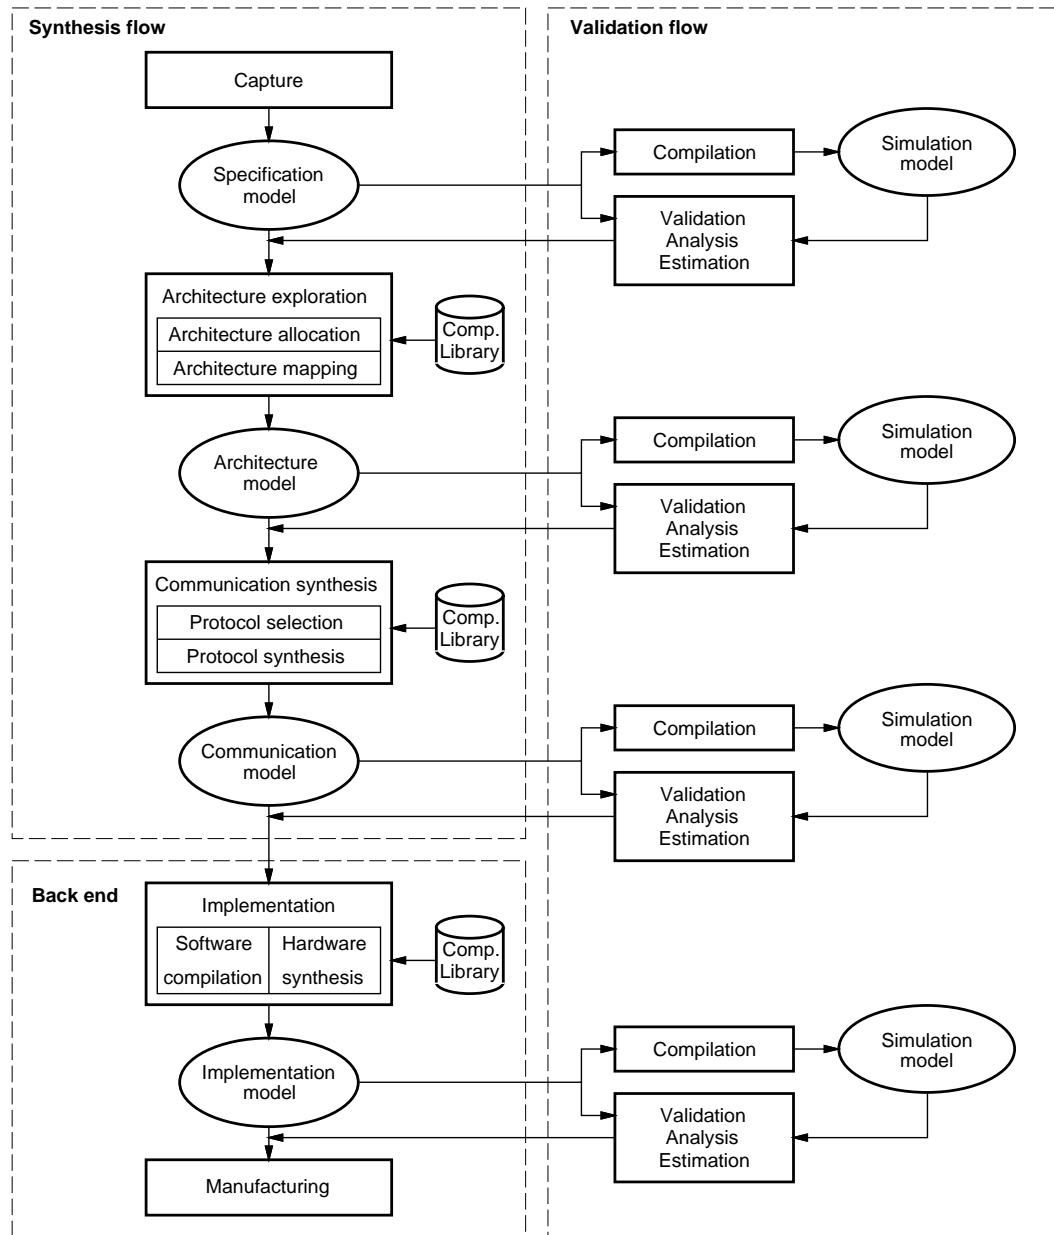 Synthesis flow
Validation flow
Capture
Specification
model
Compilation
Simulation
model
Validation
Analysis
Estimation
Architecture exploration
Architecture allocation
Architecture mapping
Comp.
Library
Architecture
model
Compilation
Simulation
model
Validation
Analysis
Estimation
Communication synthesis
Protocol selection
Protocol synthesis
Comp.
Library
Communication
model
Compilation
Simulation
model
Validation
Analysis
Estimation
Back end
Implementation
Software
compilation
Hardware
synthesis
Comp.
Library
Implementation
model
Compilation
Simulation
model
Validation
Analysis
Estimation
Manufacturing